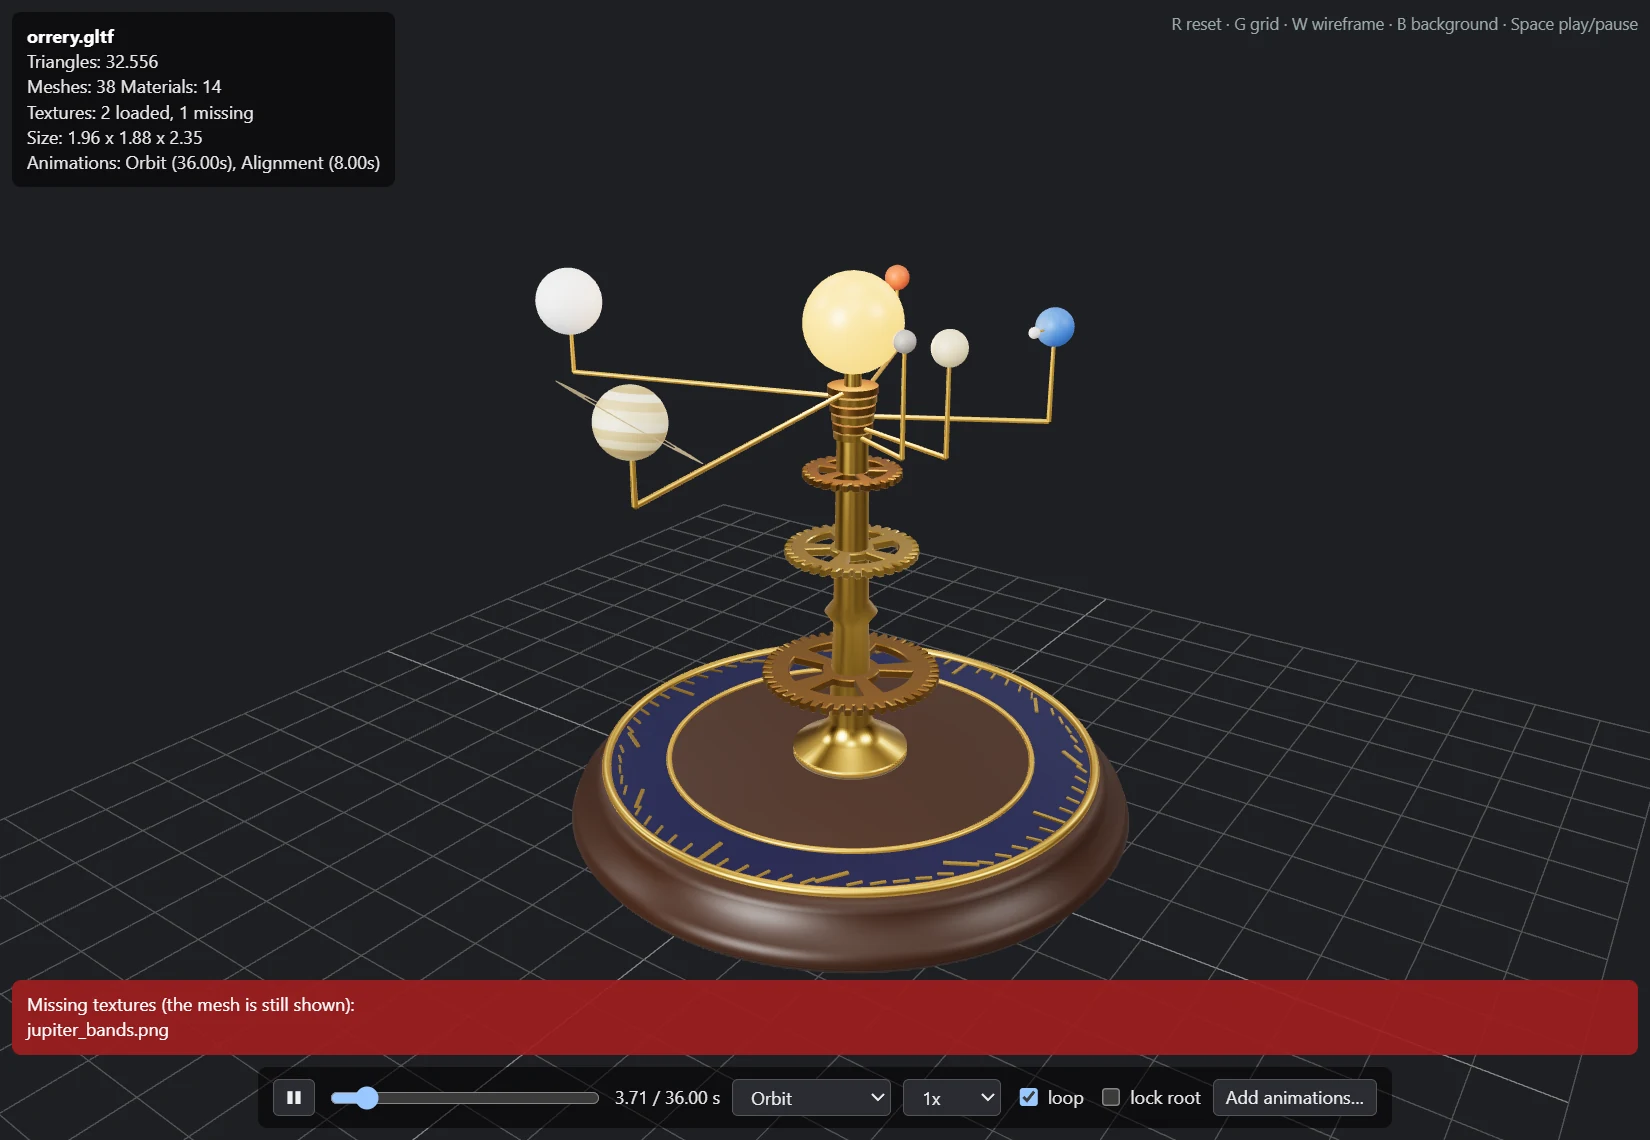 orrery.gltf
Triangles: 32.556
Meshes: 38 Materials: 14
Textures: 2 loaded, 1 missing
Size: 1.96 x 1.88 x 2.35
Animations: Orbit (36.00s), Alignment (8.00s)
R reset · G grid · W wireframe · B background · Space play/pause
Missing textures (the mesh is still shown):
jupiter_bands.png
3.71 / 36.00 s Orbit 1x loop lock root Add animations...